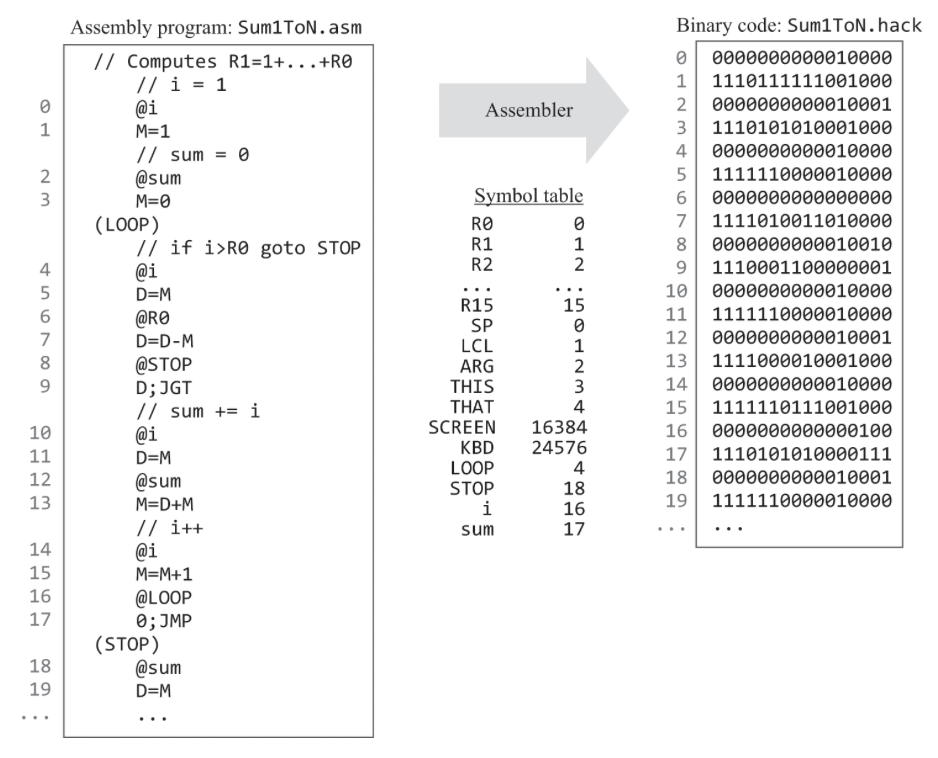 Assembly program: Sum1ToN.asm
// Computes R1=1+...+R0
// i = 1
0 @i
1 M=1
// sum = 0
2 @sum
3 M=0
(LOOP)
// if i>R0 goto STOP
4 @i
5 D=M
6 @R0
7 D=D-M
8 @STOP
9 D;JGT
// sum += i
10 @i
11 D=M
12 @sum
13 M=D+M
// i++
14 @i
15 M=M+1
16 @LOOP
17 0;JMP
(STOP)
18 @sum
19 D=M
... ...
Assembler
Symbol table
R0 0
R1 1
R2 2
... ...
R15 15
SP 0
LCL 1
ARG 2
THIS 3
THAT 4
SCREEN 16384
KBD 24576
LOOP 4
STOP 18
i 16
sum 17
Binary code: Sum1ToN.hack
0 0000000000010000
1 1110111111001000
2 0000000000010001
3 1110101010001000
4 0000000000010000
5 1111110000010000
6 0000000000000000
7 1111010011010000
8 0000000000010010
9 1110001100000001
10 0000000000010000
11 1111110000010000
12 0000000000010001
13 1111000010001000
14 0000000000010000
15 1111110111001000
16 0000000000000100
17 1110101010000111
18 0000000000010001
19 1111110000010000
... ...